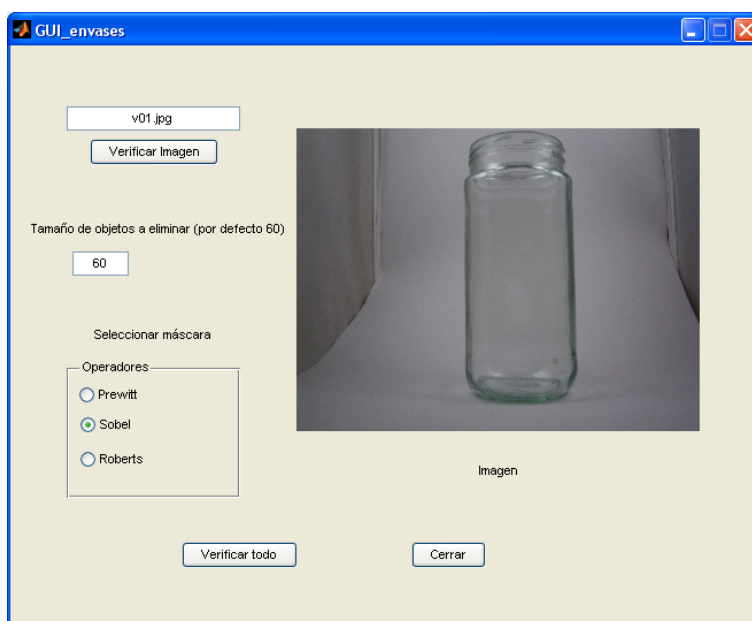 GUI_envases
v01.jpg
Verificar Imagen
Tamaño de objetos a eliminar (por defecto 60)
60
Seleccionar máscara
Operadores
Prewitt
Sobel
Roberts
Imagen
Verificar todo
Cerrar